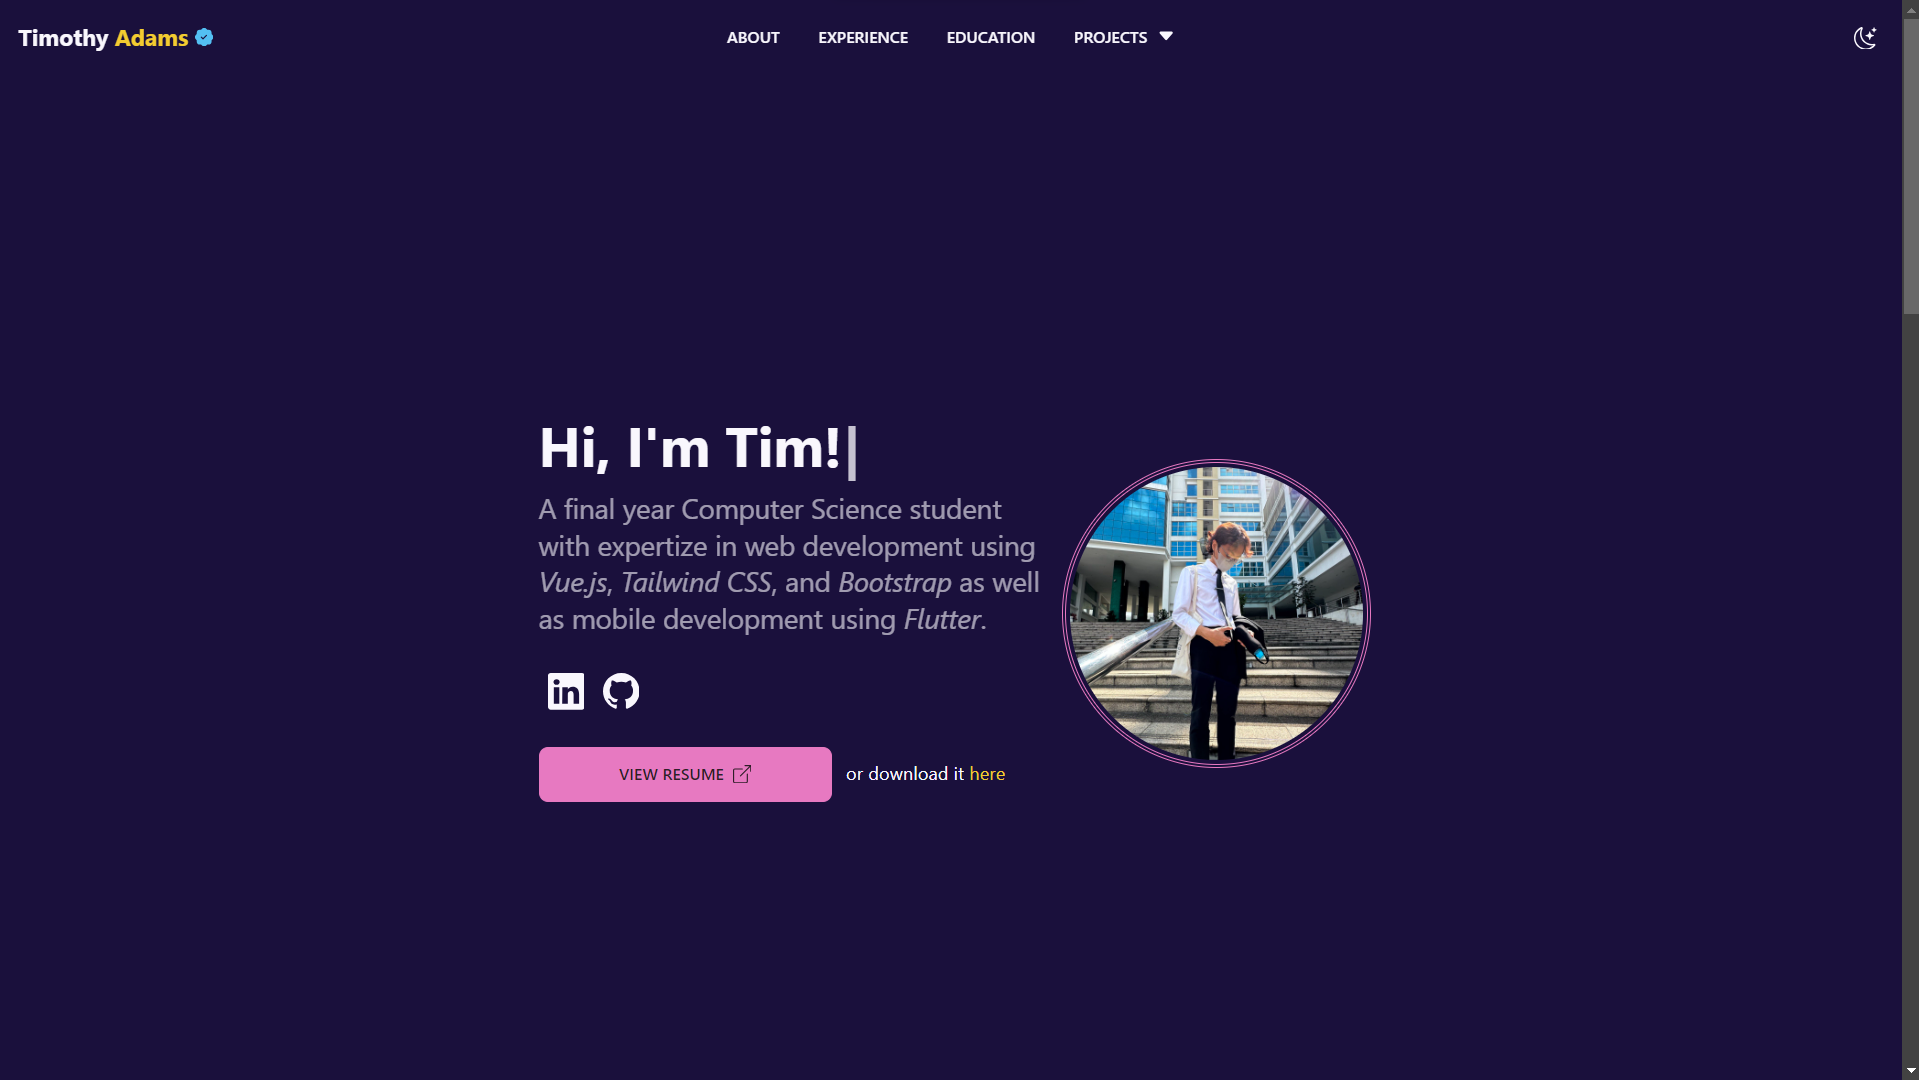 Timothy Adams
ABOUT EXPERIENCE EDUCATION PROJECTS
Hi, I'm Tim!
A final year Computer Science student
with expertize in web development using
Vue.js, Tailwind CSS, and Bootstrap as well
as mobile development using Flutter.
in
VIEW RESUME or download it here